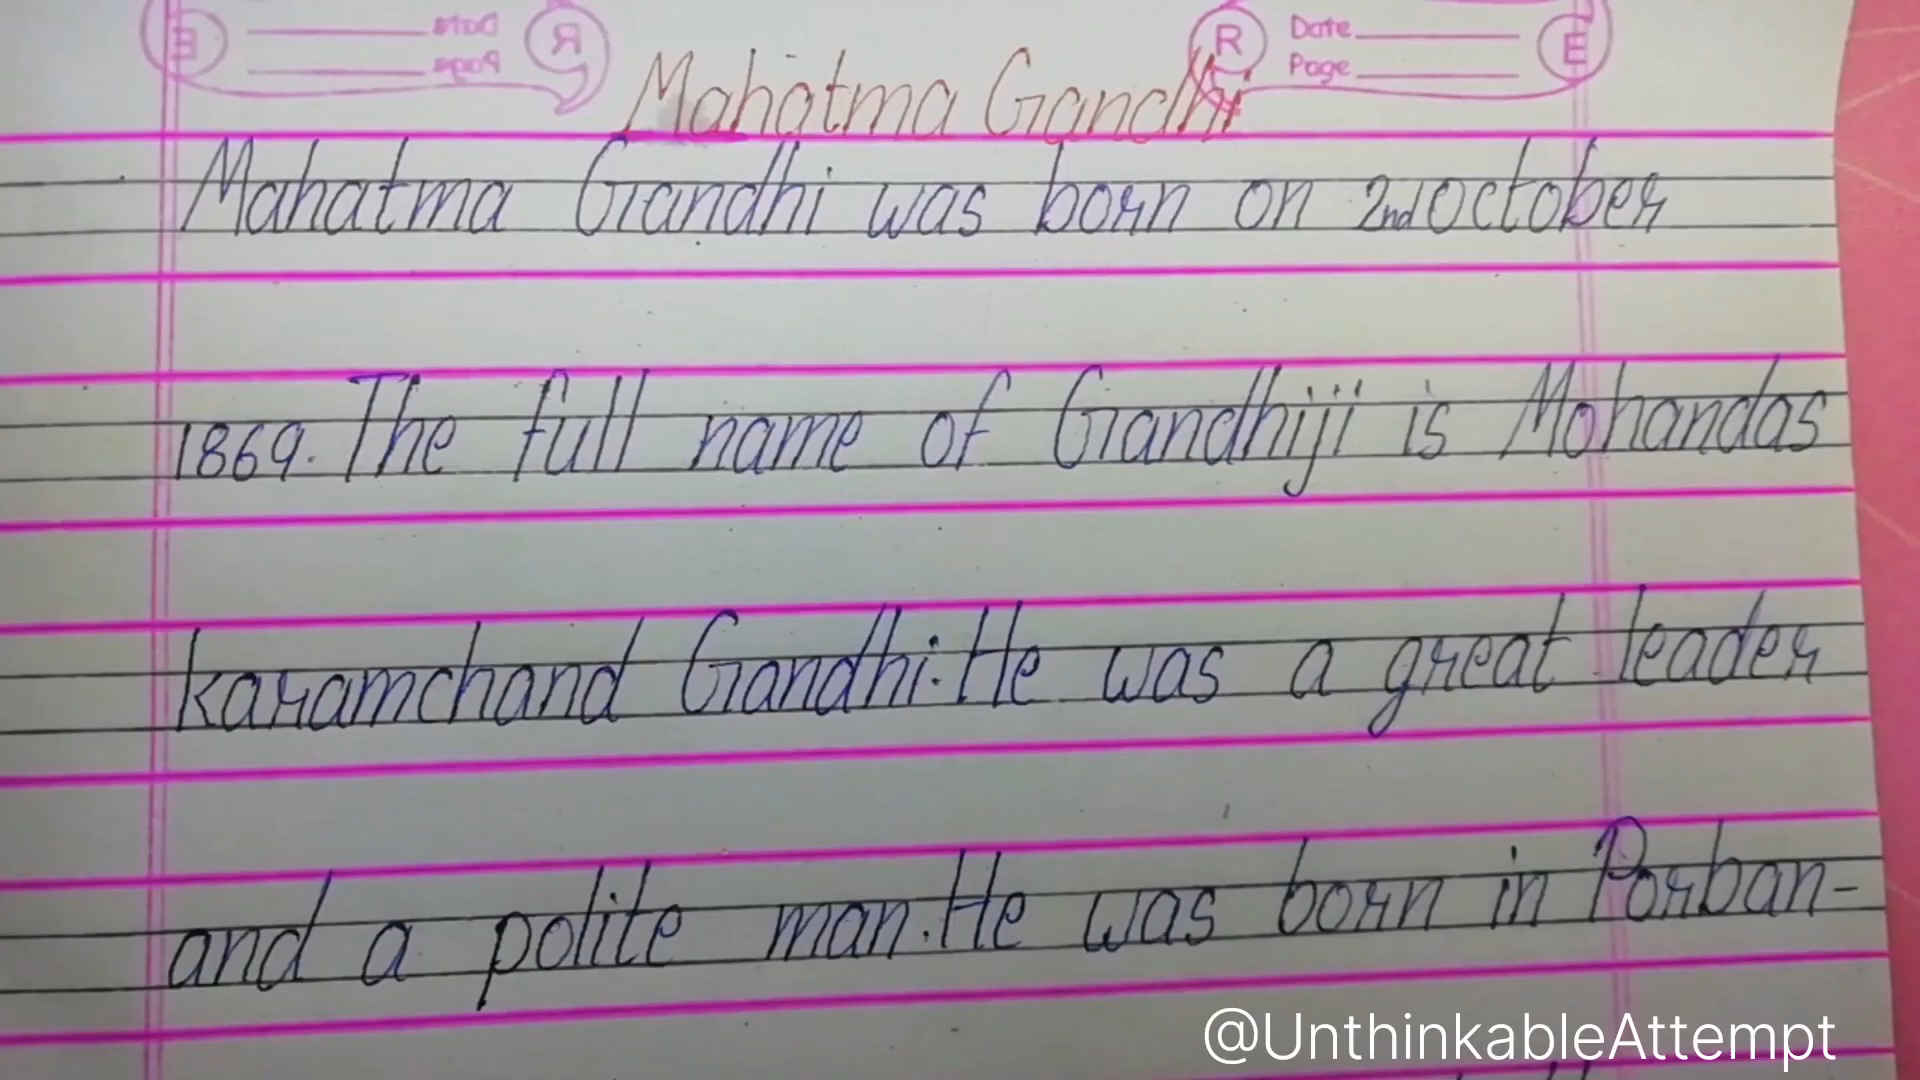 R Date E
Page
Mahatma Gandhi
Mahatma Gandhi was born on 2nd October
1869. The full name of Gandhiji is Mohandas
karamchand Gandhi. He was a great leader
and a polite man. He was born in Porban-
@UnthinkableAttempt